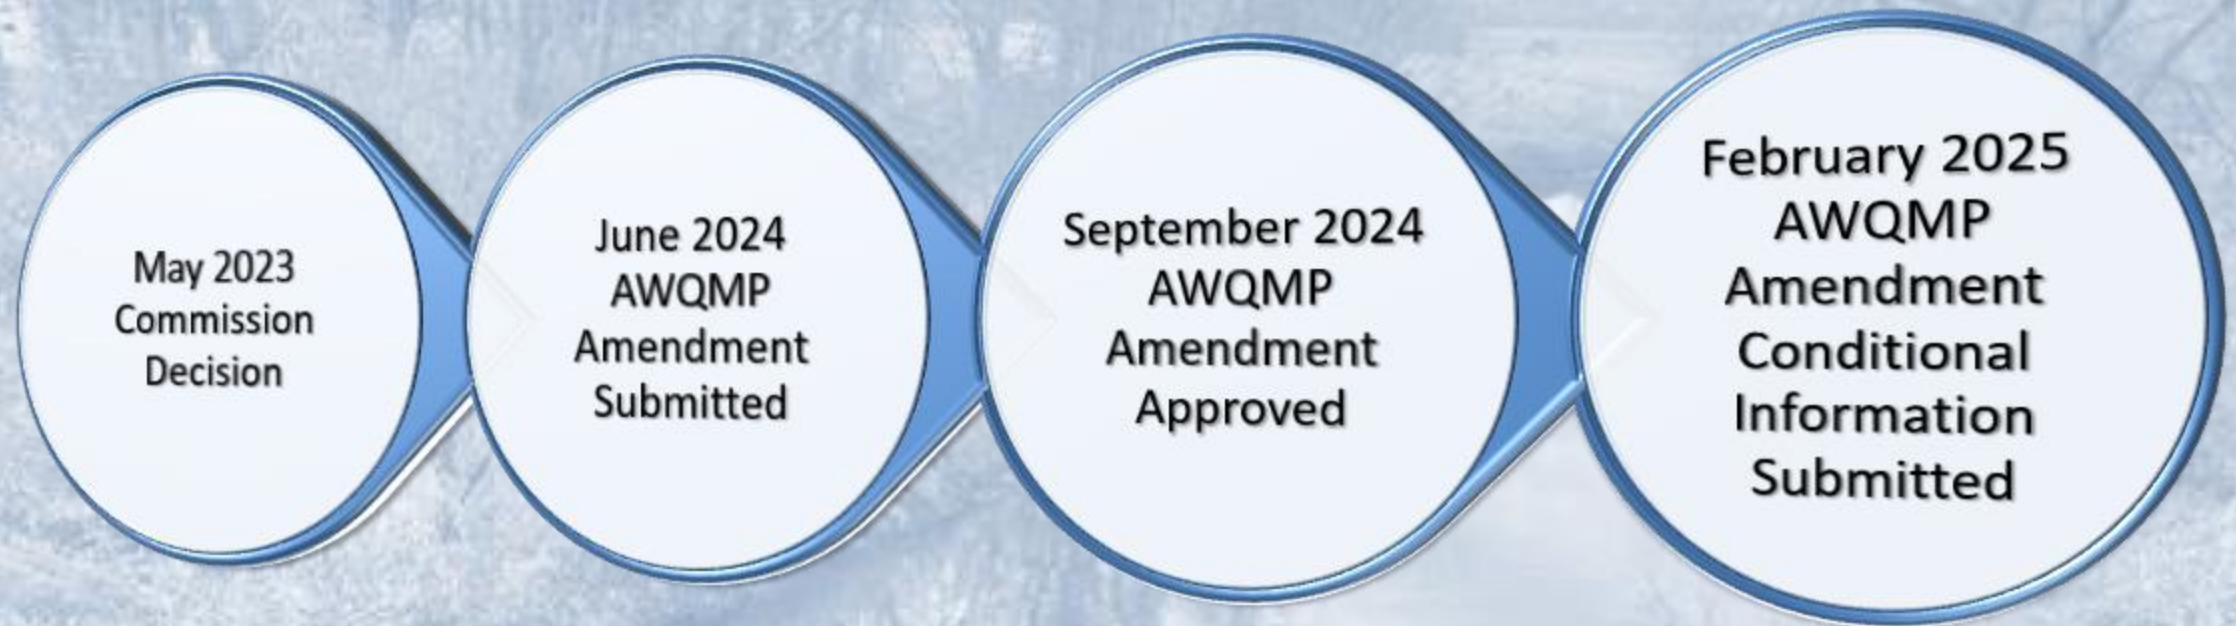 May 2023
Commission
Decision
June 2024
AWQMP
Amendment
Submitted
September 2024
AWQMP
Amendment
Approved
February 2025
AWQMP
Amendment
Conditional
Information
Submitted